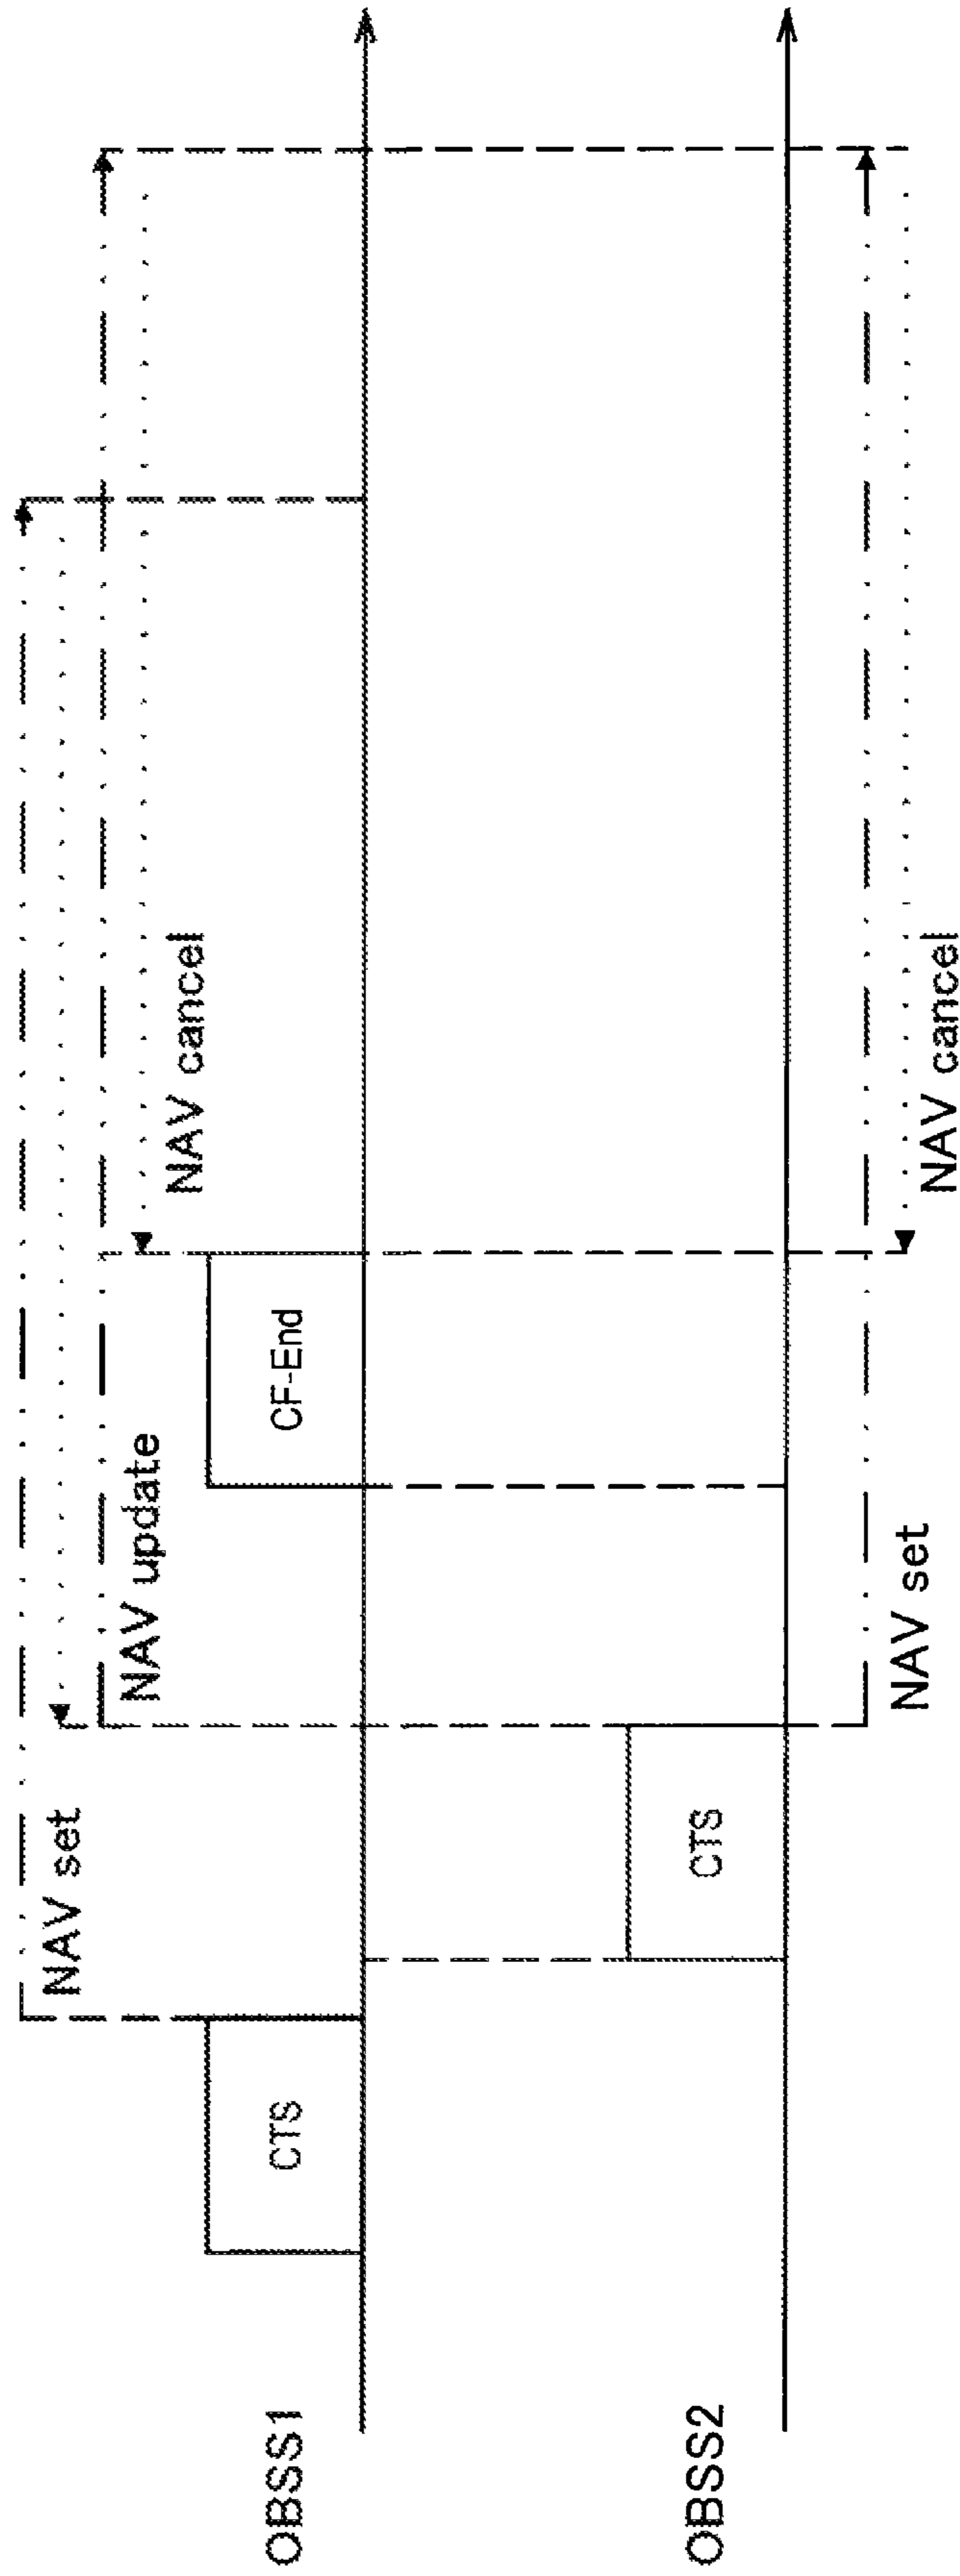 NAV set
NAV update
NAV cancel
OBSS1
CTS
CF-End
OBSS2
CTS
NAV set
NAV cancel